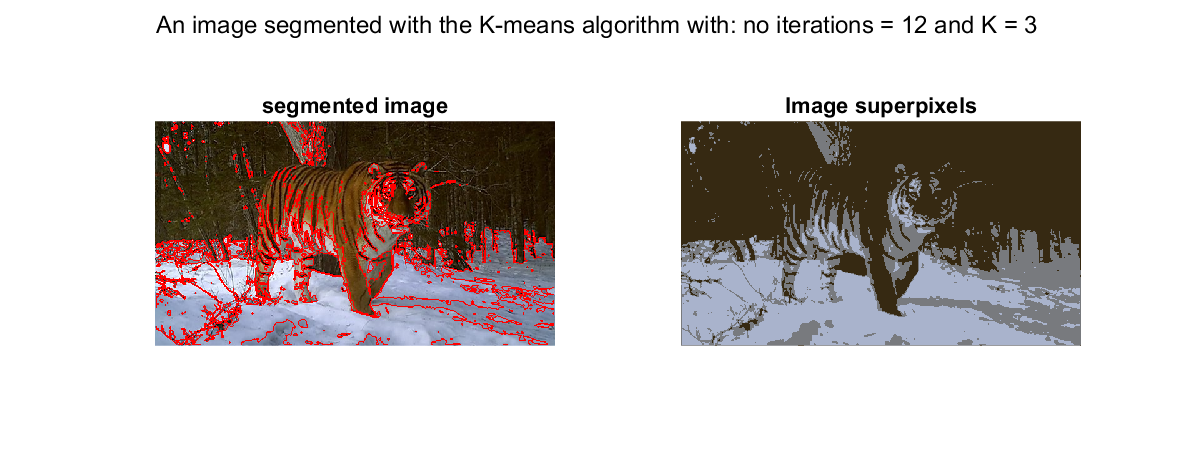 An image segmented with the K-means algorithm with: no iterations = 12 and K = 3
segmented image
Image superpixels